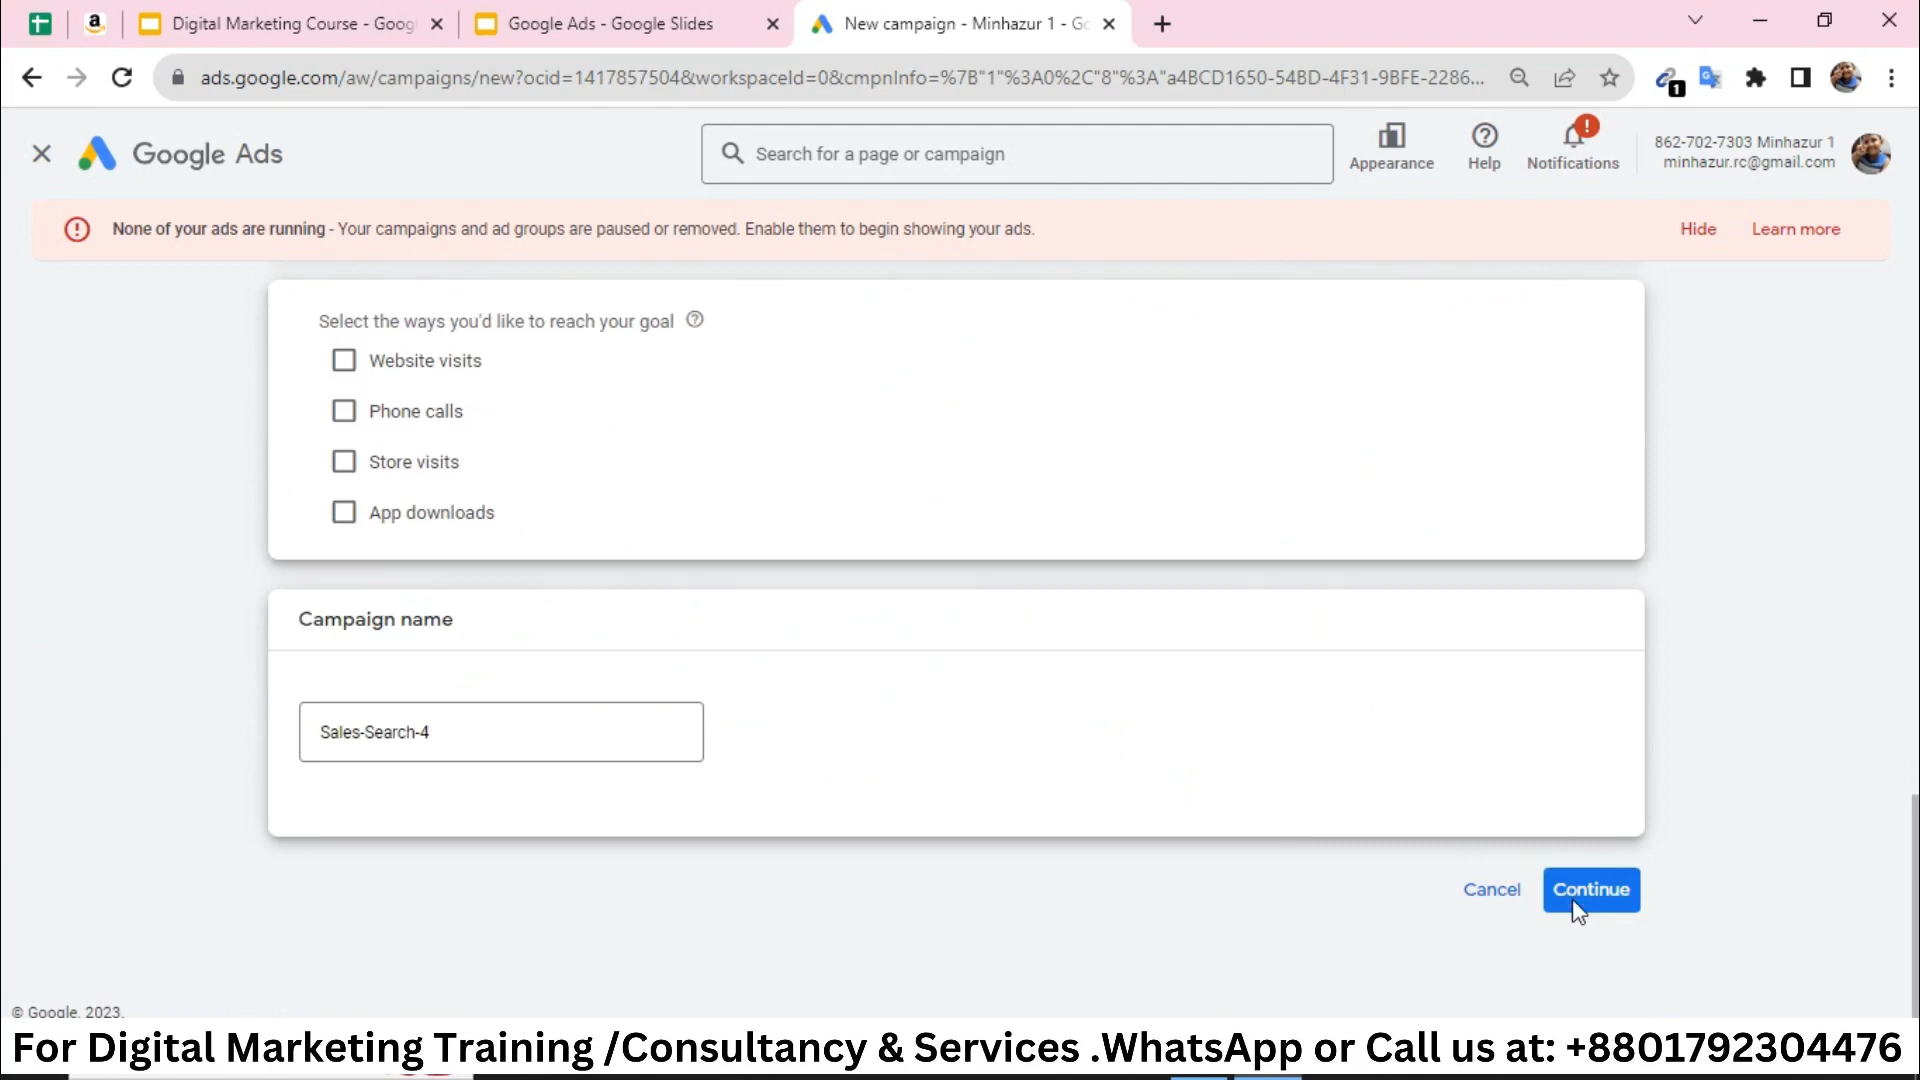 Digital Marketing Course - Goog
Google Ads - Google Slides
New campaign - Minhazur 1 - Go
ads.google.com/aw/campaigns/new?ocid=1417857504&workspaceId=0&cmpnInfo=%7B"1"%3A0%2C"8"%3A"a4BCD1650-54BD-4F31-9BFE-2286...
1
Google Ads
Search for a page or campaign
Appearance
Help
Notifications
862-702-7303 Minhazur 1
minhazur.rc@gmail.com
None of your ads are running - Your campaigns and ad groups are paused or removed. Enable them to begin showing your ads.
Hide
Learn more
Select the ways you'd like to reach your goal
Website visits
Phone calls
Store visits
App downloads
Campaign name
Sales-Search-4
Cancel
Continue
© Google, 2023.
For Digital Marketing Training /Consultancy & Services .WhatsApp or Call us at: +8801792304476